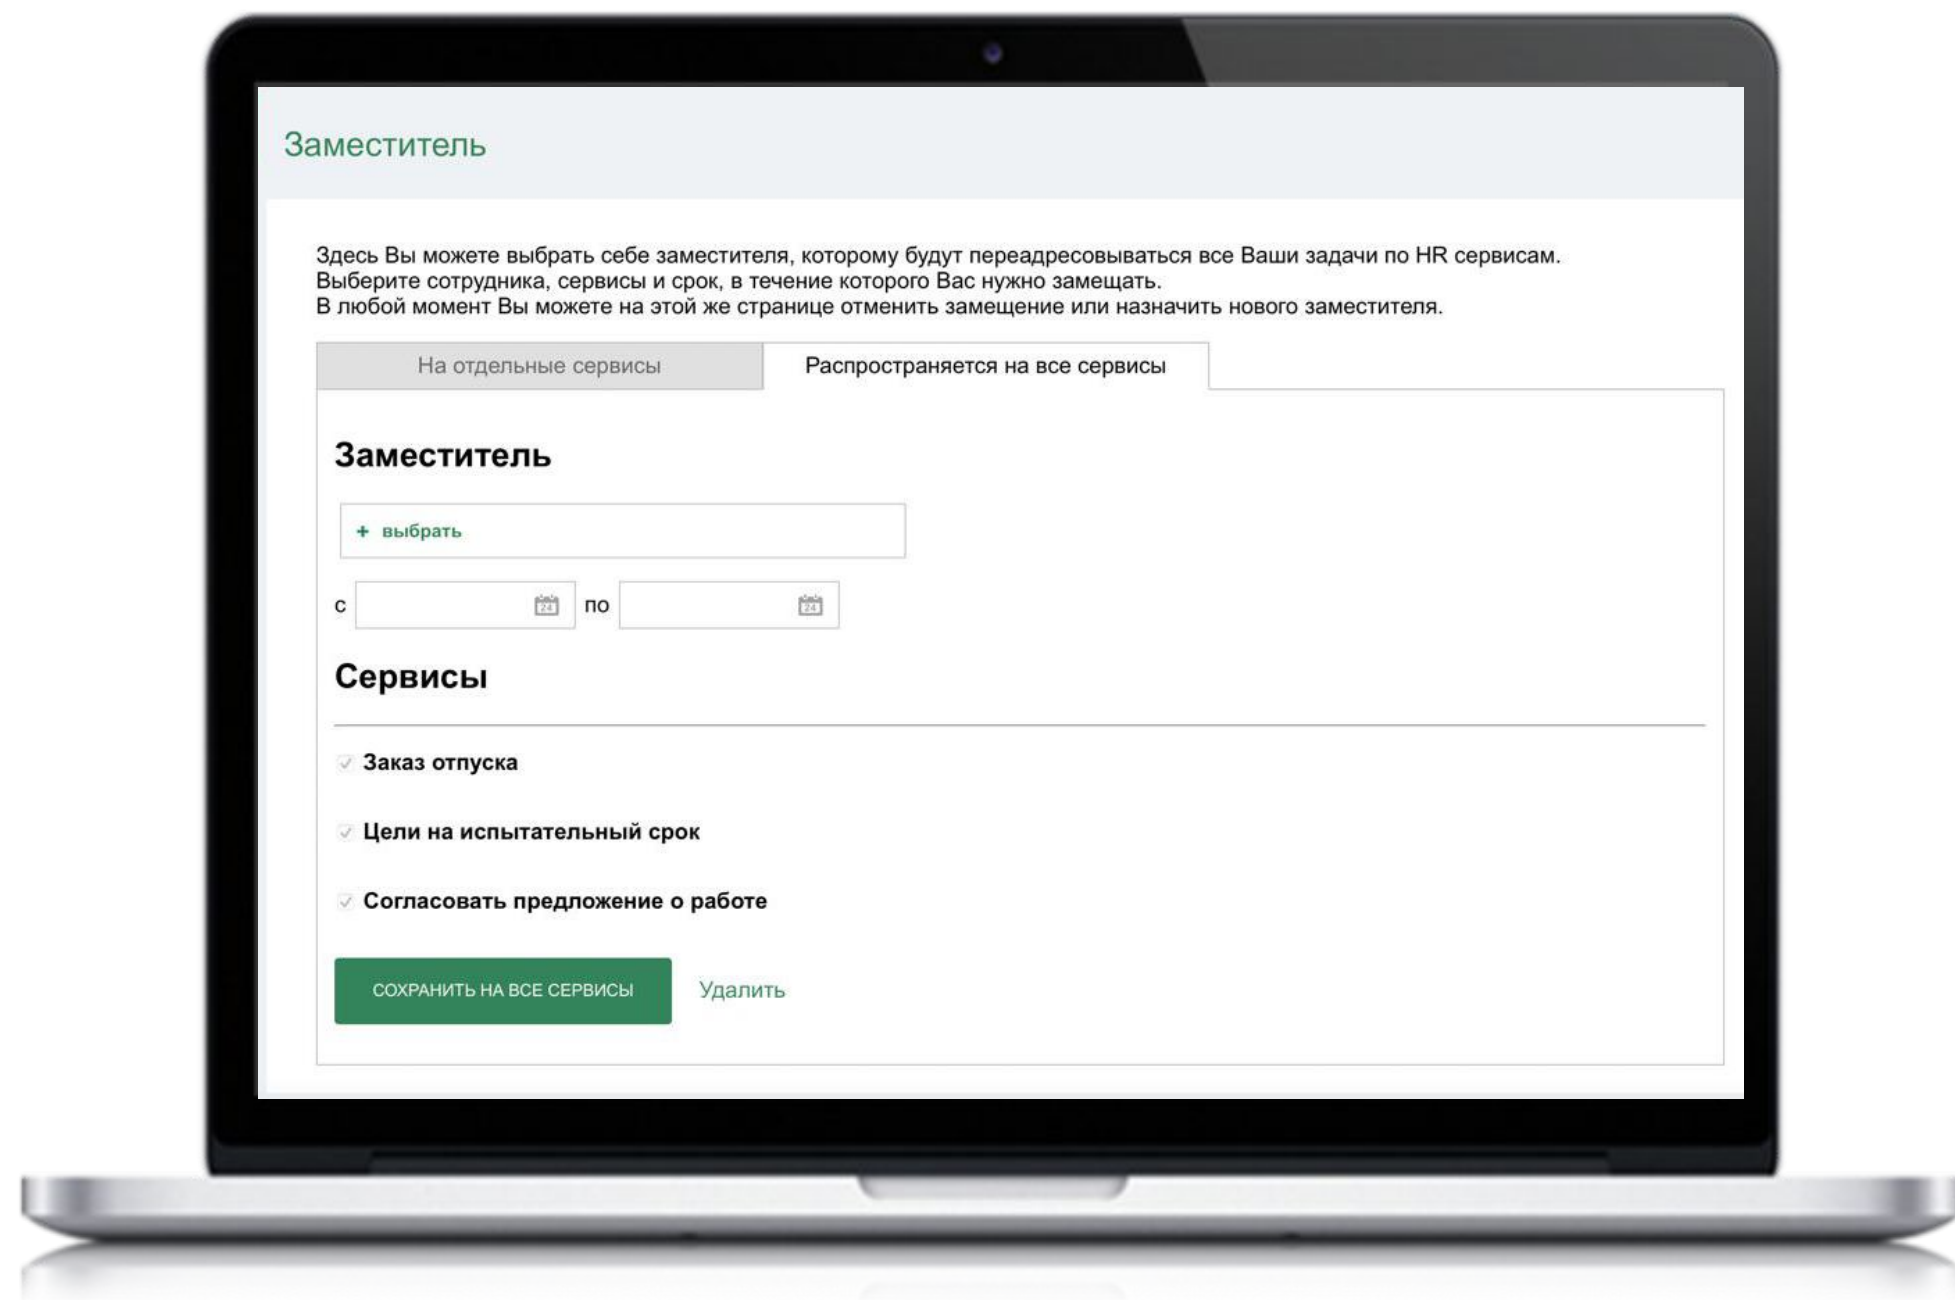 Заместитель
Здесь Вы можете выбрать себе заместителя, которому будут переадресовываться все Ваши задачи по HR сервисам.
Выберите сотрудника, сервисы и срок, в течение которого Вас нужно замещать.
В любой момент Вы можете на этой же странице отменить замещение или назначить нового заместителя.
На отдельные сервисы
Распространяется на все сервисы
Заместитель
+ выбрать
с 24 по 24
Сервисы
Заказ отпуска
Цели на испытательный срок
Согласовать предложение о работе
СОХРАНИТЬ НА ВСЕ СЕРВИСЫ Удалить